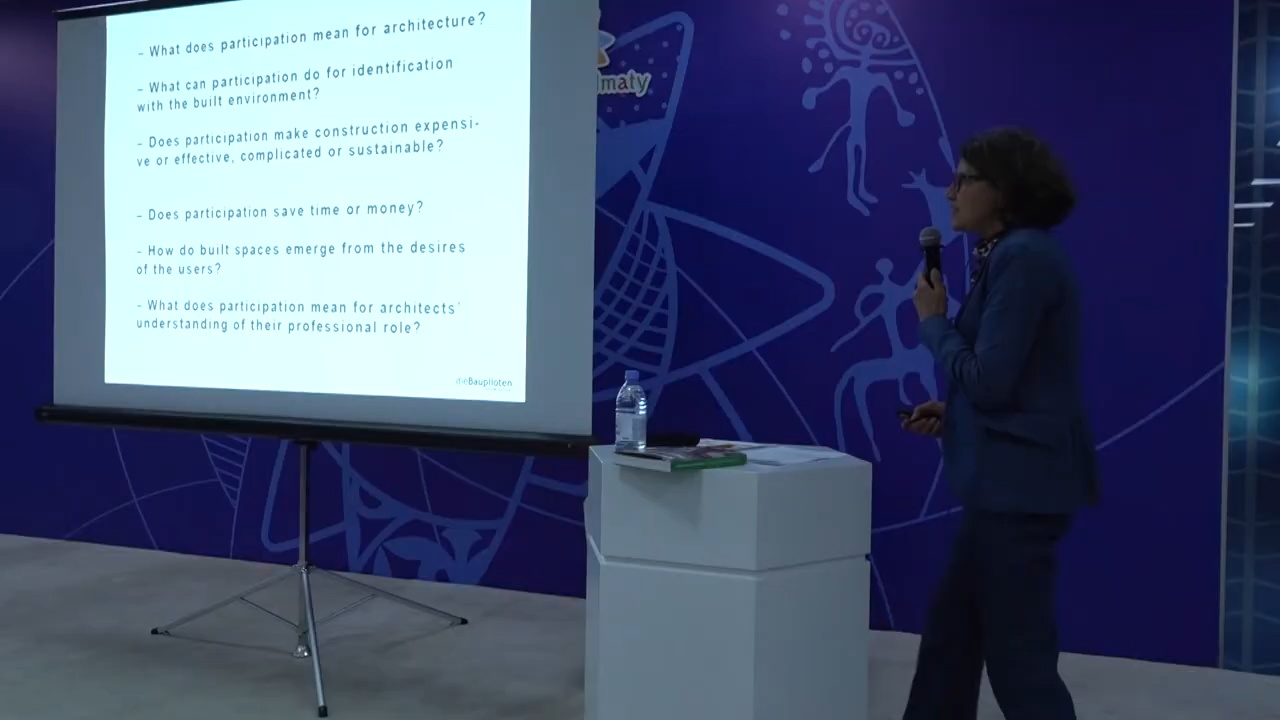 – What does participation mean for architecture?
– What can participation do for identification
with the built environment?
– Does participation make construction expensi-
ve or effective, complicated or sustainable?
– Does participation save time or money?
– How do built spaces emerge from the desires
of the users?
– What does participation mean for architects'
understanding of their professional role?
dieBaupiloten
lmaty